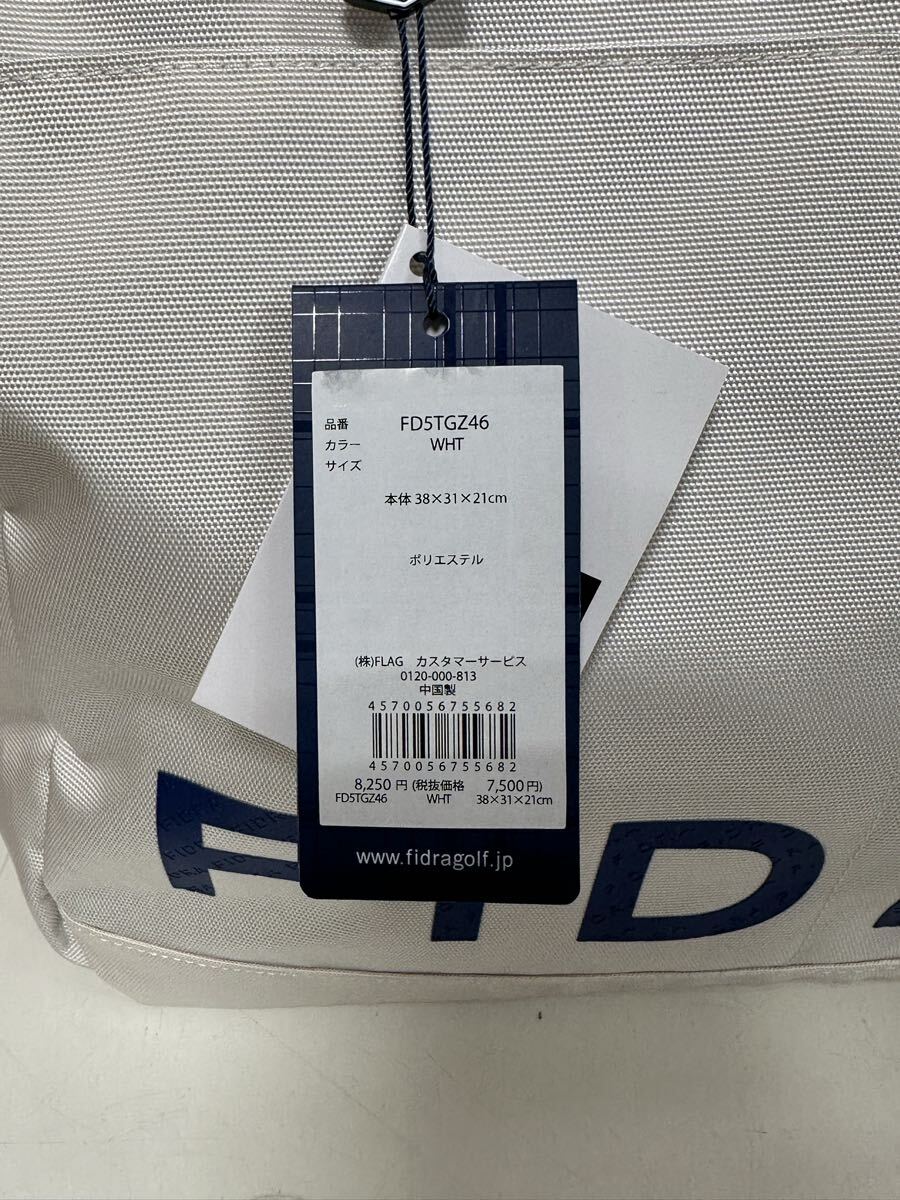 品番 FD5TGZ46
カラー WHT
サイズ
本体 38×31×21cm
ポリエステル
(株)FLAG カスタマーサービス
0120-000-813
中国製
4570056755682
4570056755682
8,250 円 (税抜価格 7,500円)
FD5TGZ46 WHT 38×31×21cm
www.fidragolf.jp
FID